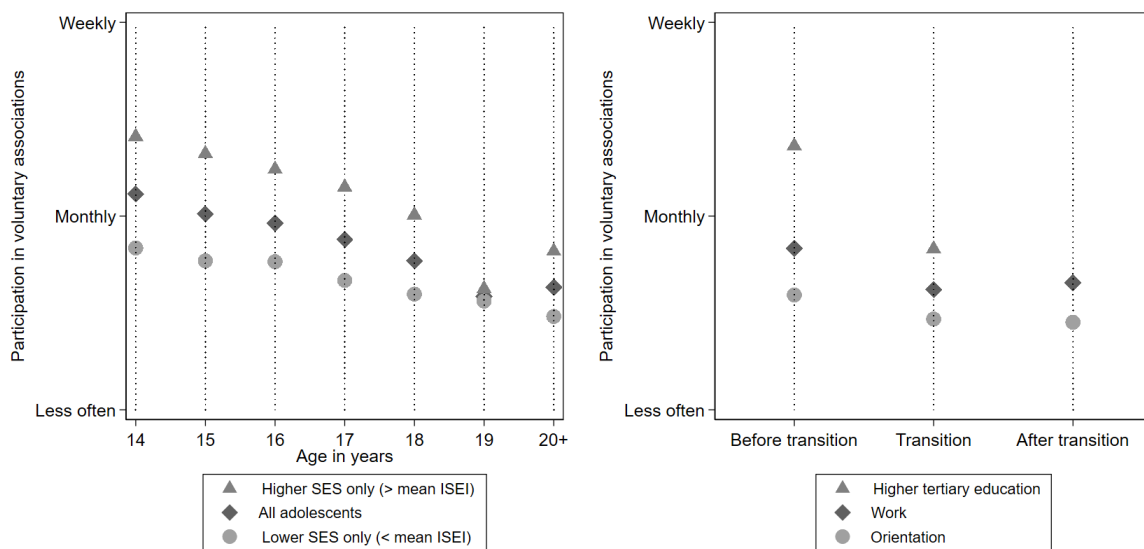 Participation in voluntary associations
Weekly
Monthly
Less often
14 15 16 17 18 19 20+
Age in years
Higher SES only (> mean ISEI)
All adolescents
Lower SES only (< mean ISEI)
Participation in voluntary associations
Weekly
Monthly
Less often
Before transition Transition After transition
Higher tertiary education
Work
Orientation